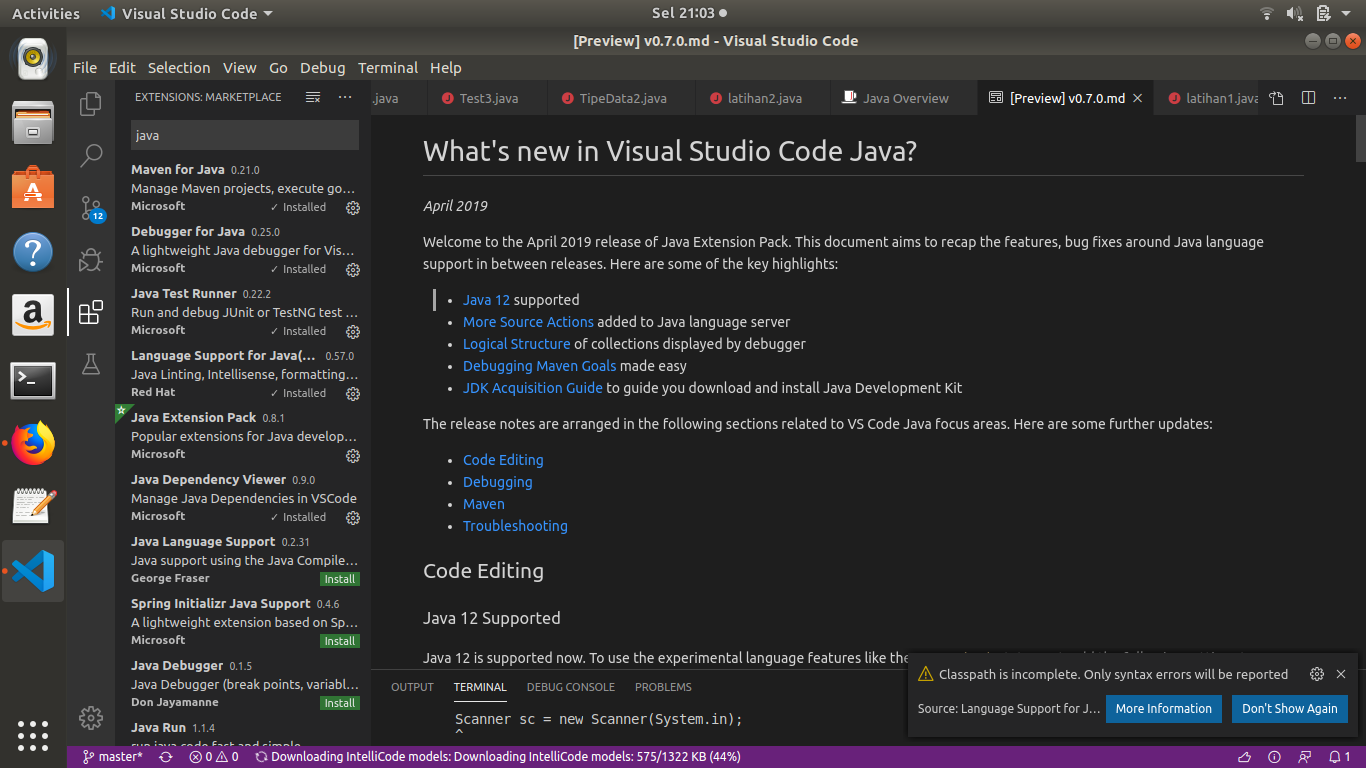 Activities
Visual Studio Code
Sel 21:03
[Preview] v0.7.0.md - Visual Studio Code
File Edit Selection View Go Debug Terminal Help
EXTENSIONS: MARKETPLACE
java
Maven for Java 0.21.0
Manage Maven projects, execute go…
Microsoft ✓ Installed
Debugger for Java 0.25.0
A lightweight Java debugger for Vis…
Microsoft ✓ Installed
Java Test Runner 0.22.2
Run and debug JUnit or TestNG test …
Microsoft ✓ Installed
Language Support for Java(… 0.57.0
Java Linting, Intellisense, formatting,…
Red Hat ✓ Installed
Java Extension Pack 0.8.1
Popular extensions for Java develop…
Microsoft
Java Dependency Viewer 0.9.0
Manage Java Dependencies in VSCode
Microsoft ✓ Installed
Java Language Support 0.2.31
Java support using the Java Compile…
George Fraser Install
Spring Initializr Java Support 0.4.6
A lightweight extension based on Sp…
Microsoft Install
Java Debugger 0.1.5
Java Debugger (break points, variabl…
Don Jayamanne Install
Java Run 1.1.4
run java code fast and simple
12
.java
Test3.java
TipeData2.java
latihan2.java
Java Overview
[Preview] v0.7.0.md
latihan1.java
What's new in Visual Studio Code Java?
April 2019
Welcome to the April 2019 release of Java Extension Pack. This document aims to recap the features, bug fixes around Java language
support in between releases. Here are some of the key highlights:
• Java 12 supported
• More Source Actions added to Java language server
• Logical Structure of collections displayed by debugger
• Debugging Maven Goals made easy
• JDK Acquisition Guide to guide you download and install Java Development Kit
The release notes are arranged in the following sections related to VS Code Java focus areas. Here are some further updates:
• Code Editing
• Debugging
• Maven
• Troubleshooting
Code Editing
Java 12 Supported
Java 12 is supported now. To use the experimental language features like the
OUTPUT TERMINAL DEBUG CONSOLE PROBLEMS
Scanner sc = new Scanner(System.in);
^
Classpath is incomplete. Only syntax errors will be reported
Source: Language Support for J…
More Information
Don't Show Again
master*
0
0
Downloading IntelliCode models: Downloading IntelliCode models: 575/1322 KB (44%)
1